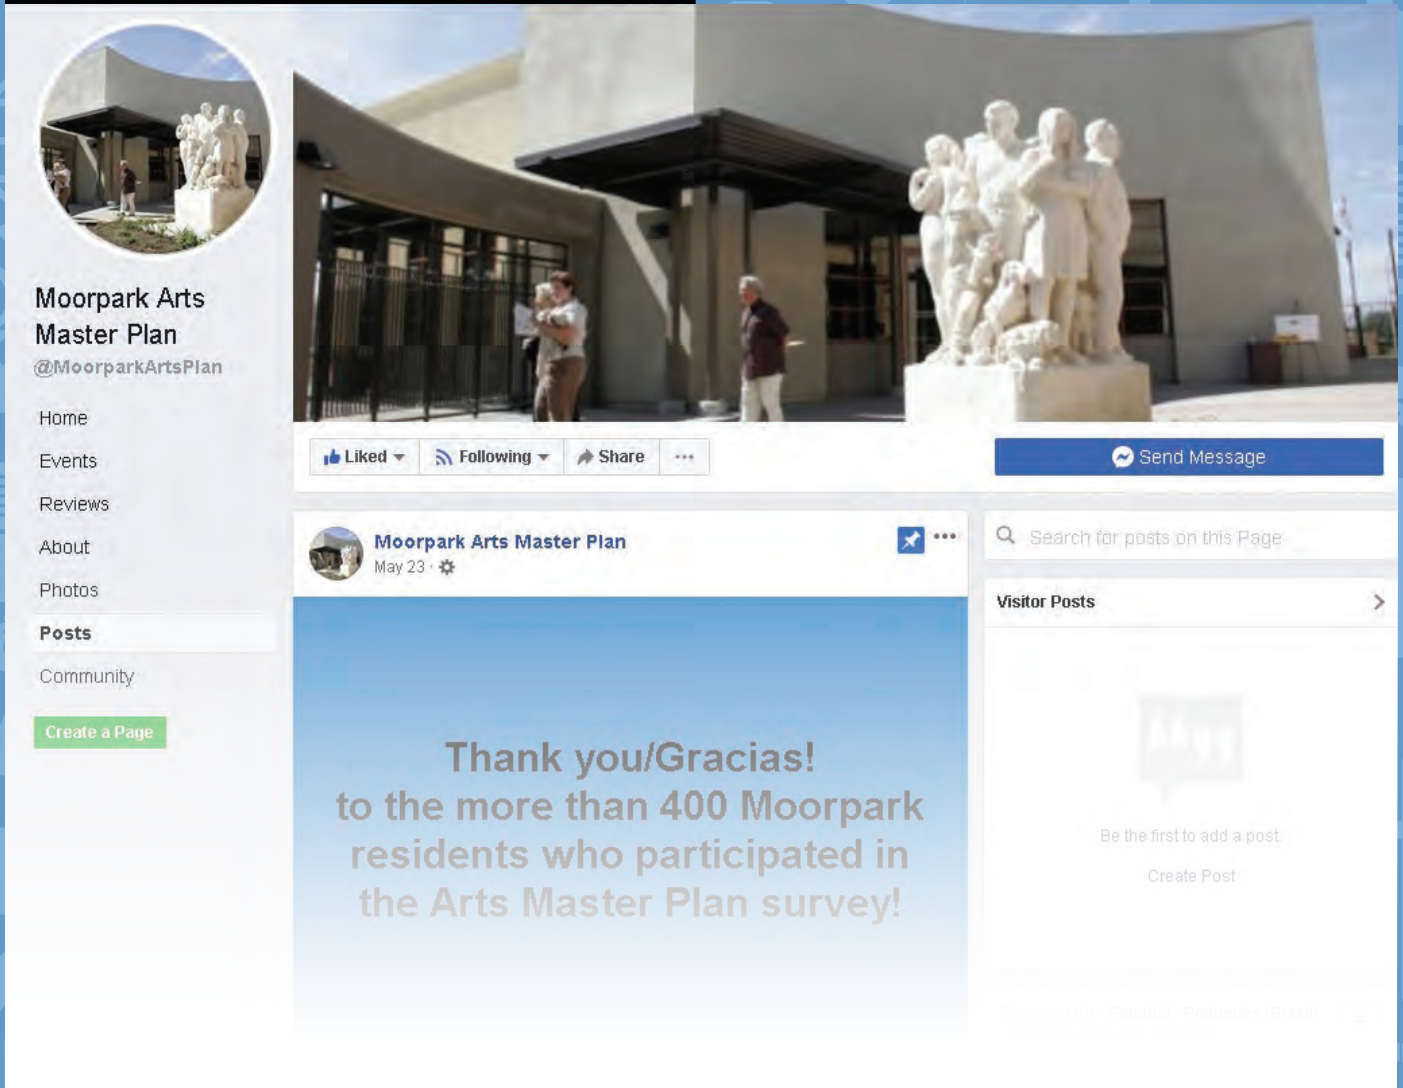 Moorpark Arts
Master Plan
@MoorparkArtsPlan
Home
Events
Reviews
About
Photos
Posts
Community
Create a Page
Liked
Following
Share
Send Message
Moorpark Arts Master Plan
May 23
Thank you/Gracias!
to the more than 400 Moorpark
residents who participated in
the Arts Master Plan survey!
Search for posts on this Page
Visitor Posts
Be the first to add a post.
Create Post
Español · Português (Brasil)